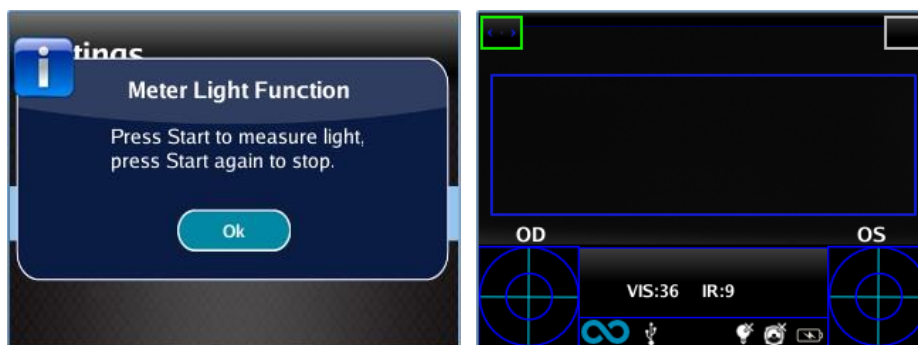 tings
Meter Light Function
Press Start to measure light,
press Start again to stop.
Ok
OD
OS
VIS:36 IR:9